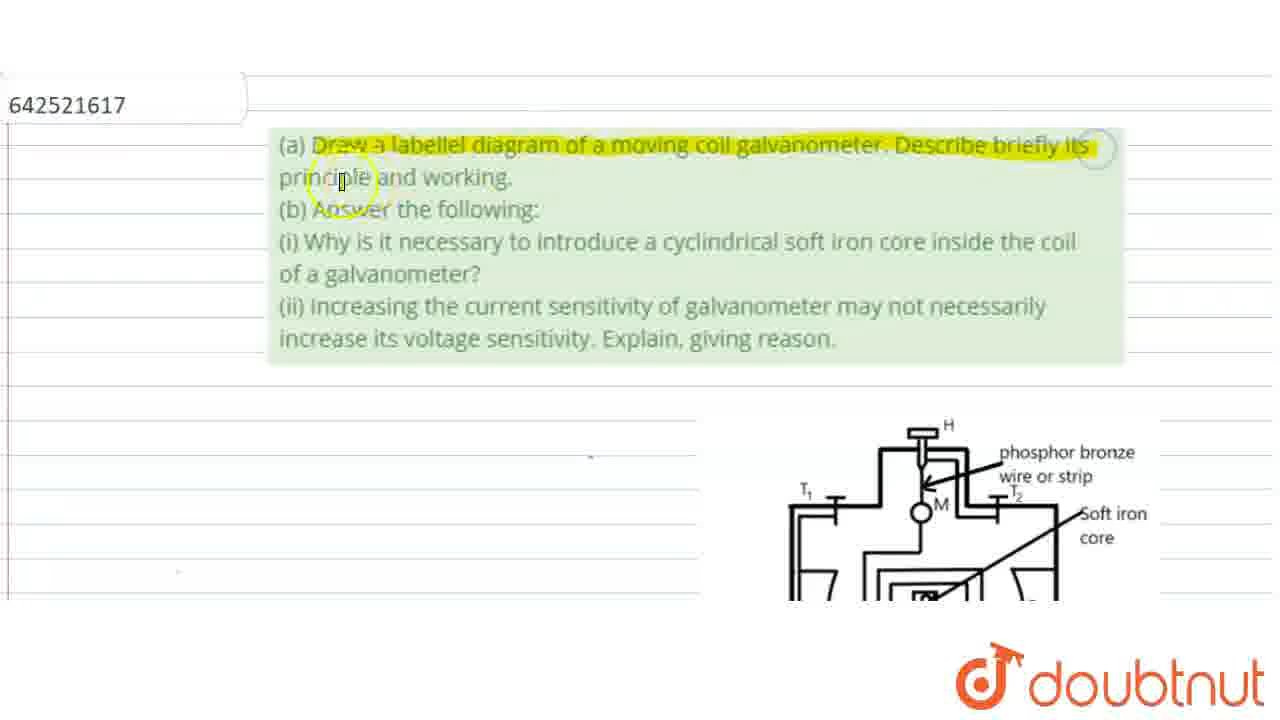 642521617
(a) Draw a labellel diagram of a moving coil galvanometer. Describe briefly its
principle and working.
(b) Answer the following:
(i) Why is it necessary to introduce a cyclindrical soft iron core inside the coil
of a galvanometer?
(ii) Increasing the current sensitivity of galvanometer may not necessarily
increase its voltage sensitivity. Explain, giving reason.
H
phosphor bronze
wire or strip
T1
T2
M
Soft iron
core
doubtnut